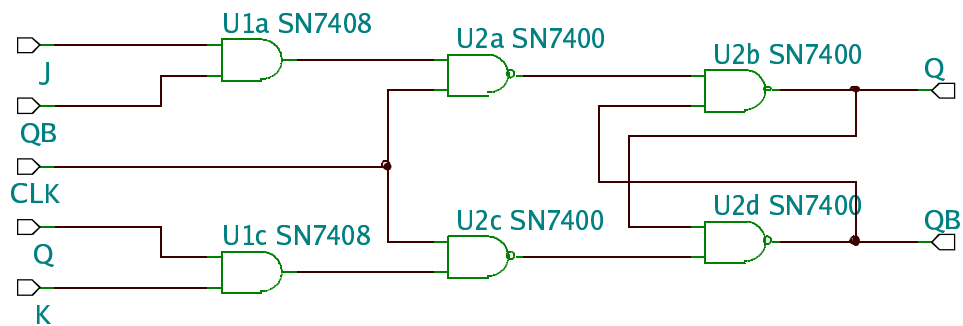 U1a SN7408
U2a SN7400
U2b SN7400
Q
J
QB
CLK
U1c SN7408
U2c SN7400
U2d SN7400
QB
Q
K